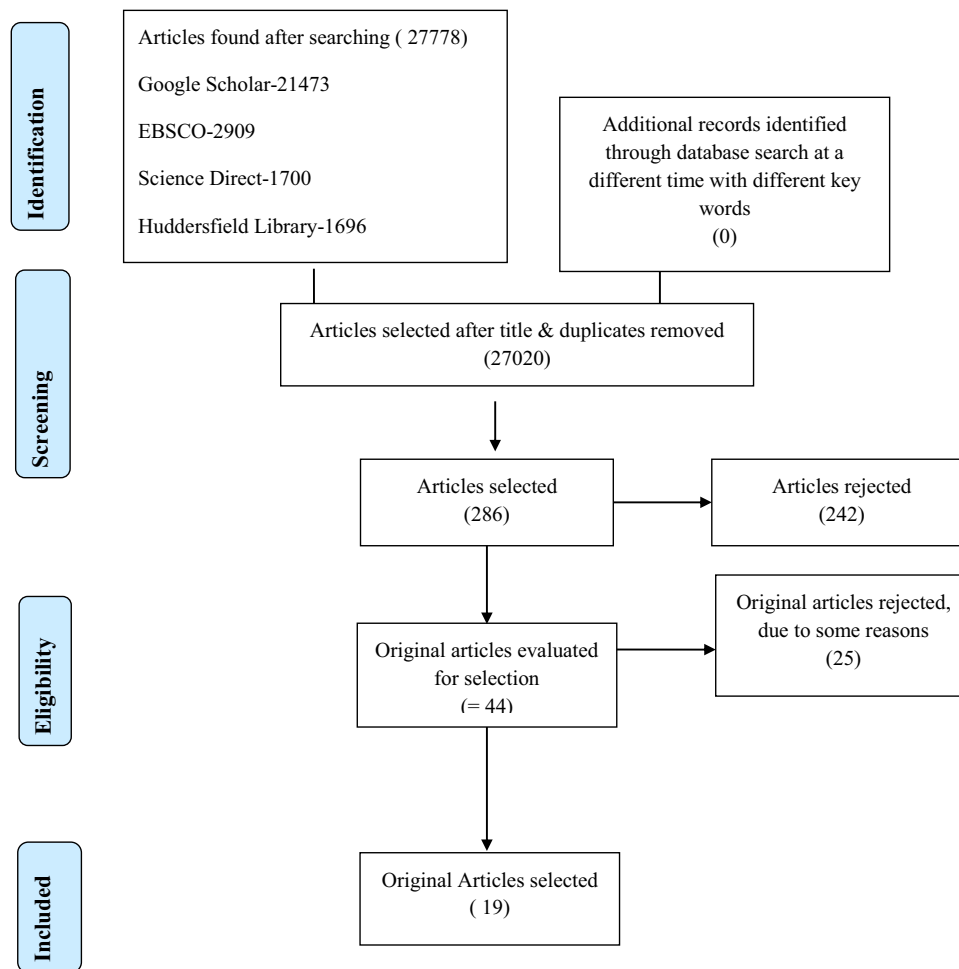 Identification
Articles found after searching ( 27778)
Google Scholar-21473
EBSCO-2909
Science Direct-1700
Huddersfield Library-1696
Additional records identified
through database search at a
different time with different key
words
(0)
Screening
Articles selected after title & duplicates removed
(27020)
Articles selected
(286)
Articles rejected
(242)
Eligibility
Original articles evaluated
for selection
(= 44)
Original articles rejected,
due to some reasons
(25)
Included
Original Articles selected
( 19)